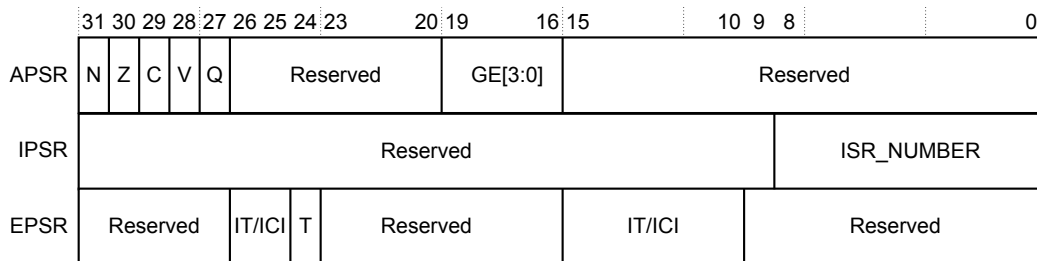 31 30 29 28 27 26 25 24 23 20 19 16 15 10 9 8 0
APSR N Z C V Q Reserved GE[3:0] Reserved
IPSR Reserved ISR_NUMBER
EPSR Reserved IT/ICI T Reserved IT/ICI Reserved